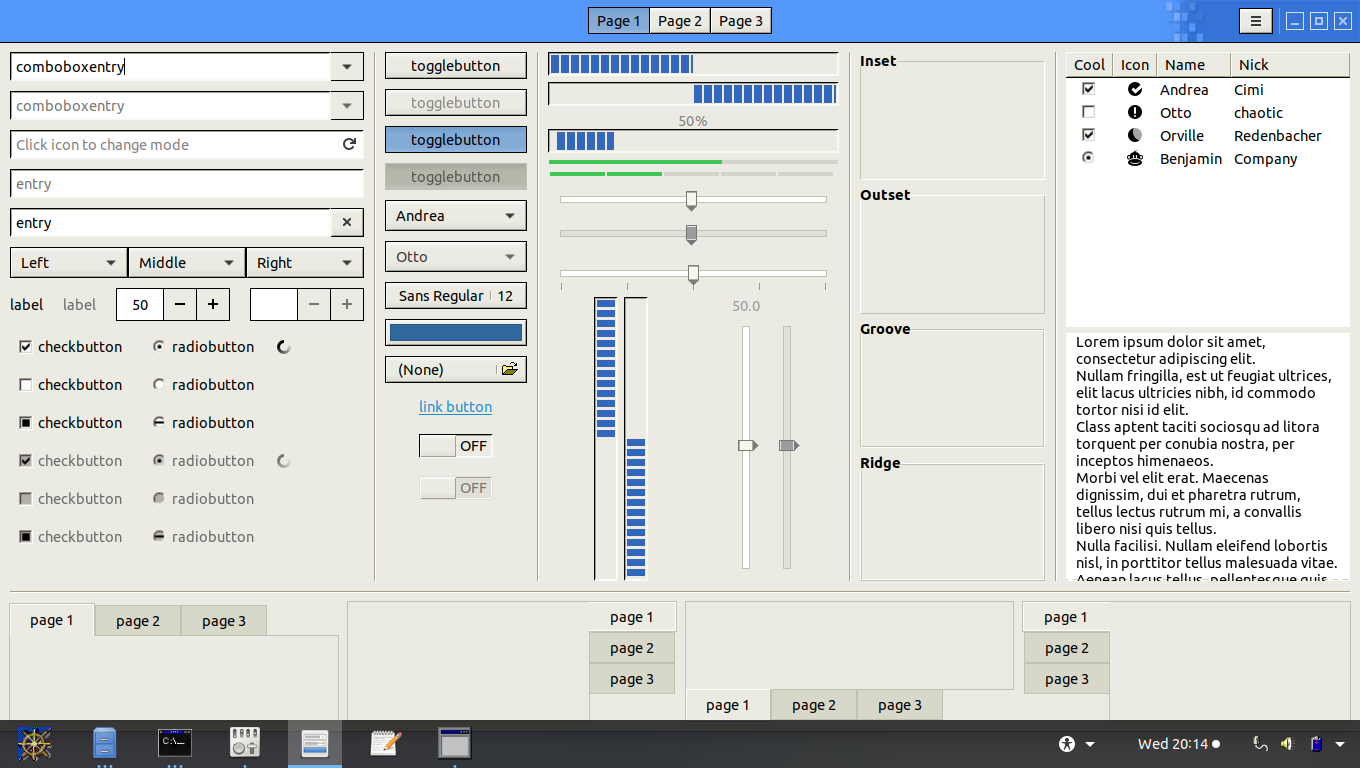 Page 1 Page 2 Page 3
comboboxentry
comboboxentry
Click icon to change mode
entry
entry
Left Middle Right
label label 50
checkbutton radiobutton
checkbutton radiobutton
checkbutton radiobutton
checkbutton radiobutton
checkbutton radiobutton
checkbutton radiobutton
togglebutton
togglebutton
togglebutton
togglebutton
Andrea
Otto
Sans Regular 12
(None)
link button
OFF
OFF
50%
50.0
Inset
Outset
Groove
Ridge
Cool Icon Name Nick
Andrea Cimi
Otto chaotic
Orville Redenbacher
Benjamin Company
Lorem ipsum dolor sit amet,
consectetur adipiscing elit.
Nullam fringilla, est ut feugiat ultrices,
elit lacus ultricies nibh, id commodo
tortor nisi id elit.
Class aptent taciti sociosqu ad litora
torquent per conubia nostra, per
inceptos himenaeos.
Morbi vel elit erat. Maecenas
dignissim, dui et pharetra rutrum,
tellus lectus rutrum mi, a convallis
libero nisi quis tellus.
Nulla facilisi. Nullam eleifend lobortis
nisl, in porttitor tellus malesuada vitae.
Aenean lacus tellus, pellentesque quis
page 1 page 2 page 3
page 1
page 2
page 3
page 1 page 2 page 3
page 1
page 2
page 3
C:\_
Wed 20:14